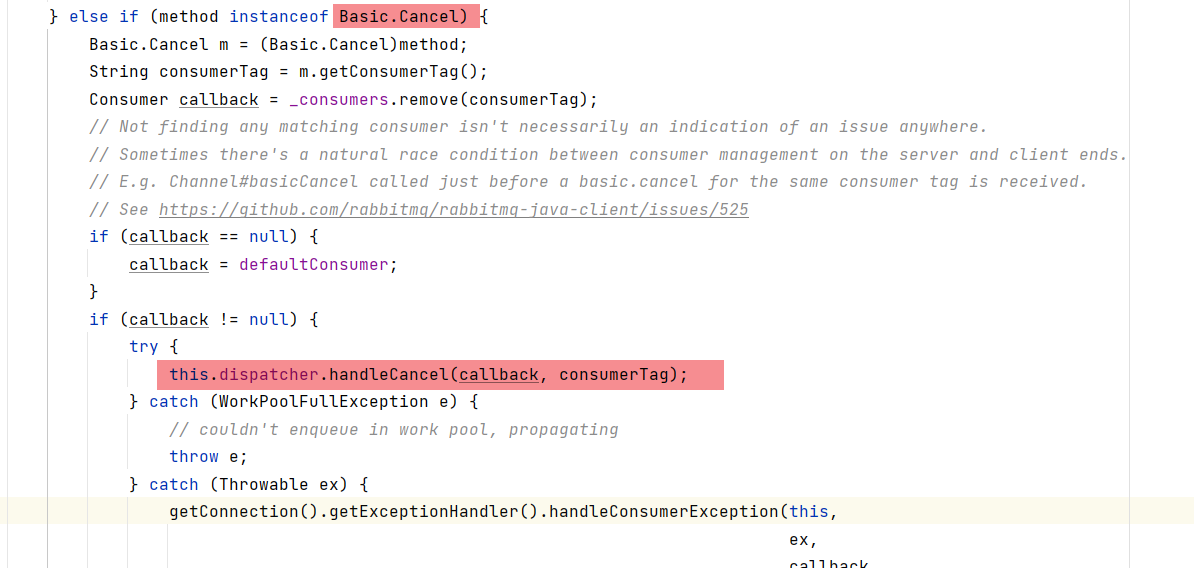 } else if (method instanceof Basic.Cancel) {
Basic.Cancel m = (Basic.Cancel)method;
String consumerTag = m.getConsumerTag();
Consumer callback = _consumers.remove(consumerTag);
// Not finding any matching consumer isn't necessarily an indication of an issue anywhere.
// Sometimes there's a natural race condition between consumer management on the server and client ends.
// E.g. Channel#basicCancel called just before a basic.cancel for the same consumer tag is received.
// See https://github.com/rabbitmq/rabbitmq-java-client/issues/525
if (callback == null) {
callback = defaultConsumer;
}
if (callback != null) {
try {
this.dispatcher.handleCancel(callback, consumerTag);
} catch (WorkPoolFullException e) {
// couldn't enqueue in work pool, propagating
throw e;
} catch (Throwable ex) {
getConnection().getExceptionHandler().handleConsumerException(this,
ex,
callback